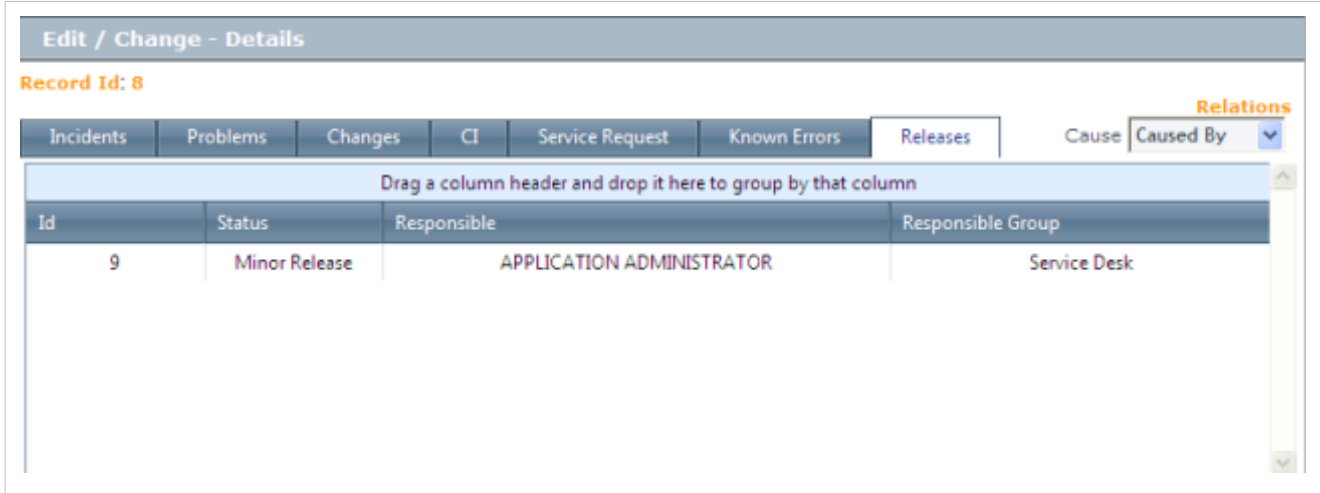 Edit / Change - Details
Record Id: 8
Relations
Incidents Problems Changes CI Service Request Known Errors Releases Cause Caused By
Drag a column header and drop it here to group by that column
Id Status Responsible Responsible Group
9 Minor Release APPLICATION ADMINISTRATOR Service Desk